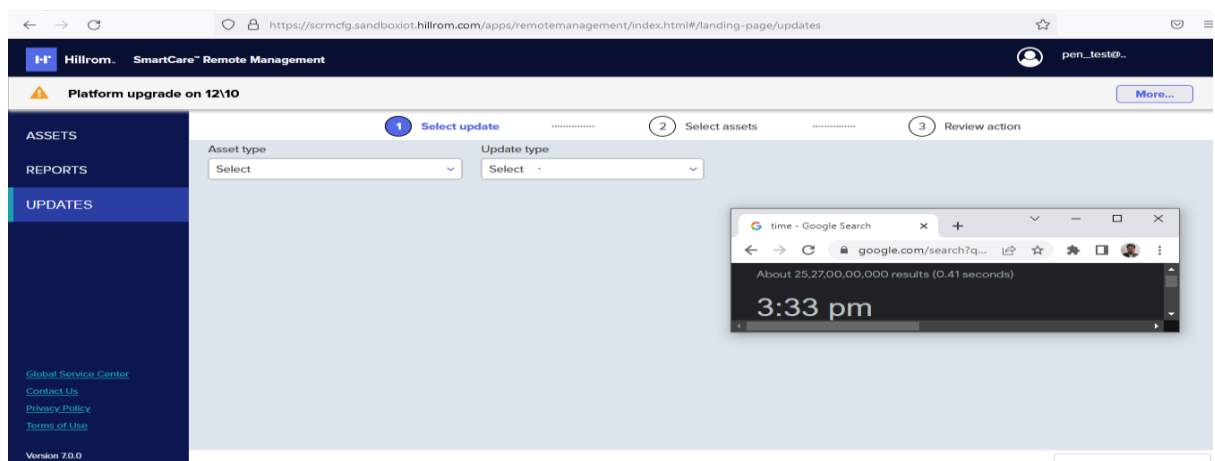 https://scrmcfg.sandboxiot.hillrom.com/apps/remotemanagement/index.html#/landing-page/updates
H·r Hillrom™ SmartCare™ Remote Management pen_test@..
Platform upgrade on 12\10 More...
ASSETS
REPORTS
UPDATES
1 Select update 2 Select assets 3 Review action
Asset type Update type
Select Select
time - Google Search
google.com/search?q...
About 25,27,00,00,000 results (0.41 seconds)
3:33 pm
Global Service Center
Contact Us
Privacy Policy
Terms of Use
Version 7.0.0